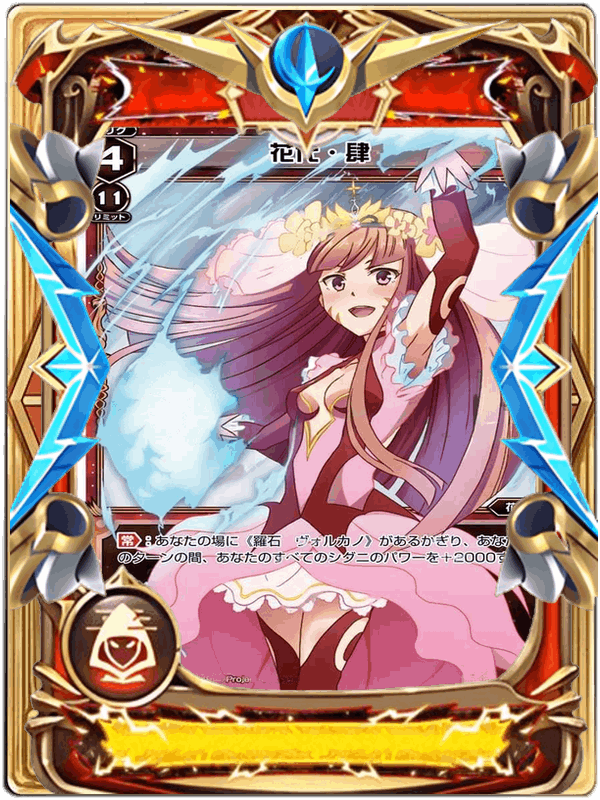 4
花代・肆
11
リミット
花
常：あなたの場に《羅石　ヴォルカノ》があるかぎり、あな
のターンの間、あなたのすべてのシグニのパワーを＋2000す
Proje